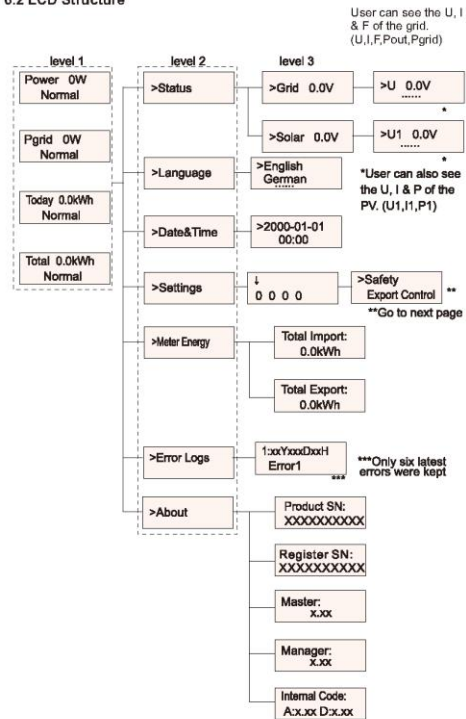 6.2 LCD Structure
User can see the U, I
& F of the grid.
(U,I,F,Pout,Pgrid)
level 1
level 2
level 3
Power 0W
Normal
Pgrid 0W
Normal
Today 0.0kWh
Normal
Total 0.0kWh
Normal
>Status
>Grid 0.0V
>U 0.0V
......
*
>Solar 0.0V
>U1 0.0V
......
*
*User can also see
the U, I & P of the
PV. (U1,I1,P1)
>Language
>English
German
......
>Date&Time
>2000-01-01
00:00
>Settings
↓
0 0 0 0
>Safety
Export Control
**
**Go to next page
>Meter Energy
Total Import:
0.0kWh
Total Export:
0.0kWh
>Error Logs
1:xxYxxxDxxH
Error1
***
***Only six latest
errors were kept
>About
Product SN:
XXXXXXXXXX
Register SN:
XXXXXXXXXX
Master:
x.xx
Manager:
x.xx
Internal Code:
A:x.xx D:x.xx